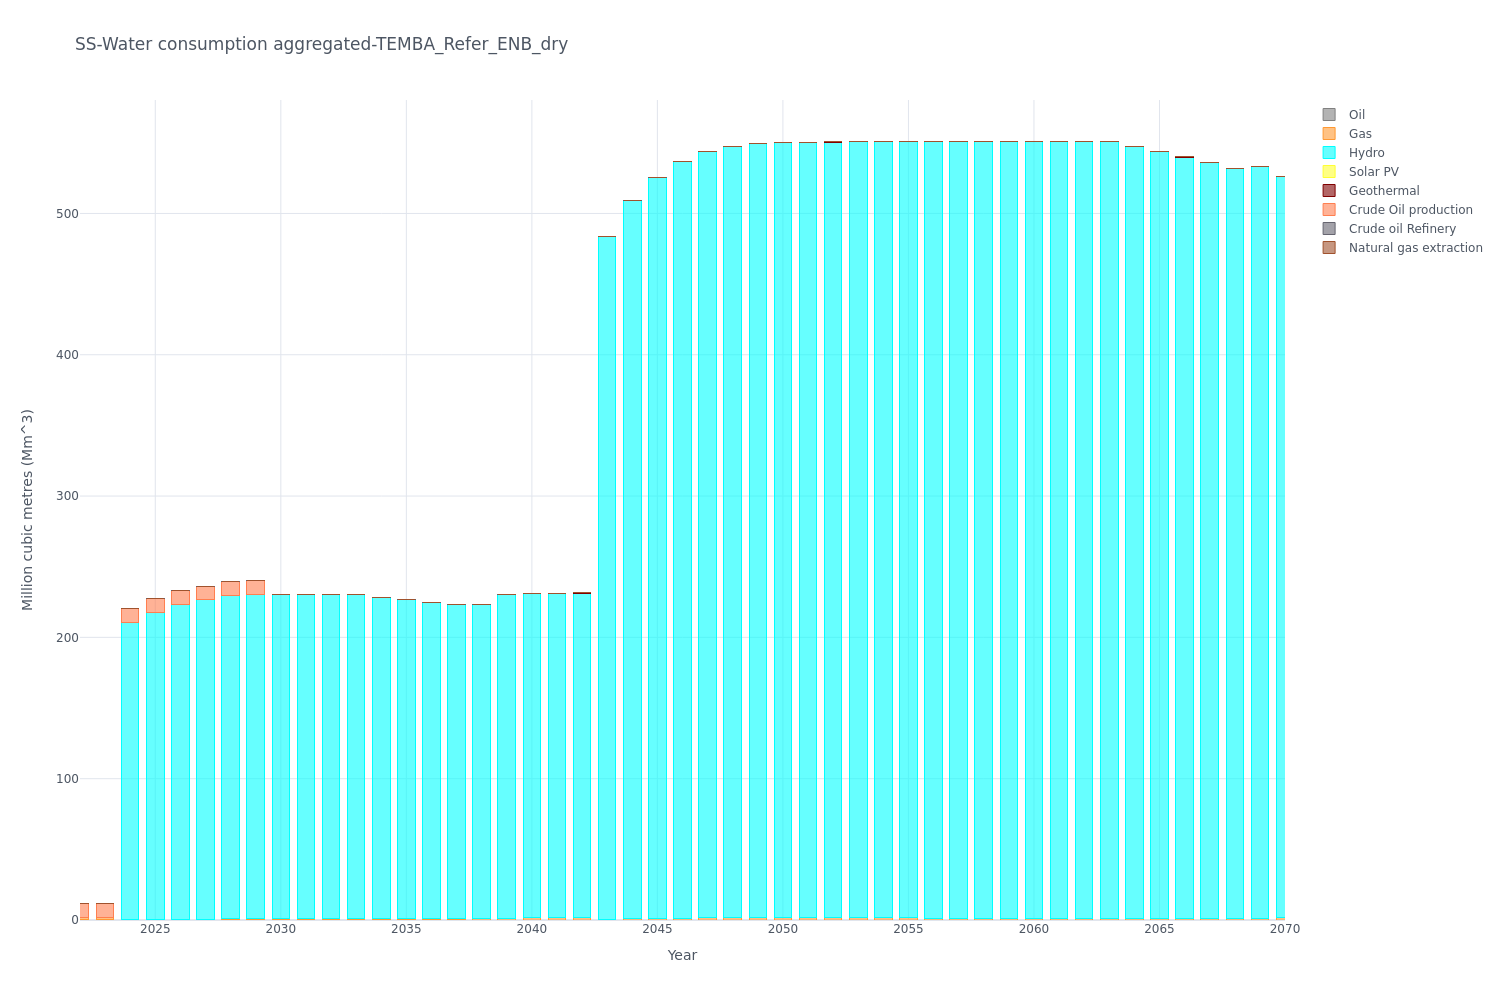 SS-Water consumption aggregated-TEMBA_Refer_ENB_dry
Oil
Gas
Hydro
Solar PV
Geothermal
Crude Oil production
Crude oil Refinery
Natural gas extraction
Million cubic metres (Mm^3)
500
400
300
200
100
0
2025 2030 2035 2040 2045 2050 2055 2060 2065 2070
Year